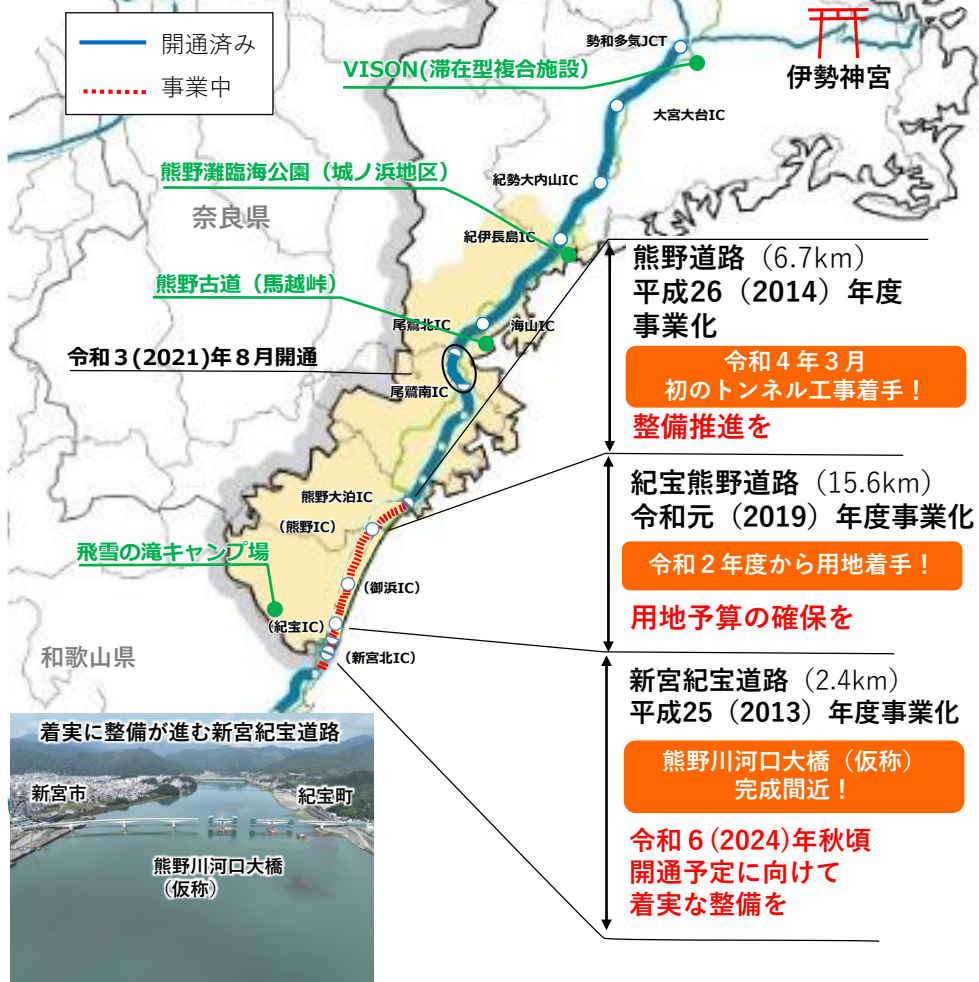 開通済み
事業中
勢和多気JCT
伊勢神宮
VISON(滞在型複合施設)
大宮大台IC
熊野灘臨海公園（城ノ浜地区）
紀勢大内山IC
奈良県
紀伊長島IC
熊野古道（馬越峠）
尾鷲北IC
海山IC
令和３(2021)年８月開通
尾鷲南IC
熊野大泊IC
（熊野IC）
飛雪の滝キャンプ場
（御浜IC）
（紀宝IC）
（新宮北IC）
和歌山県
熊野道路（6.7km）
平成26（2014）年度
事業化
令和４年３月
初のトンネル工事着手！
整備推進を
紀宝熊野道路（15.6km）
令和元（2019）年度事業化
令和２年度から用地着手！
用地予算の確保を
新宮紀宝道路（2.4km）
平成25（2013）年度事業化
熊野川河口大橋（仮称）
完成間近！
令和６(2024)年秋頃
開通予定に向けて
着実な整備を
着実に整備が進む新宮紀宝道路
新宮市
紀宝町
熊野川河口大橋
（仮称）